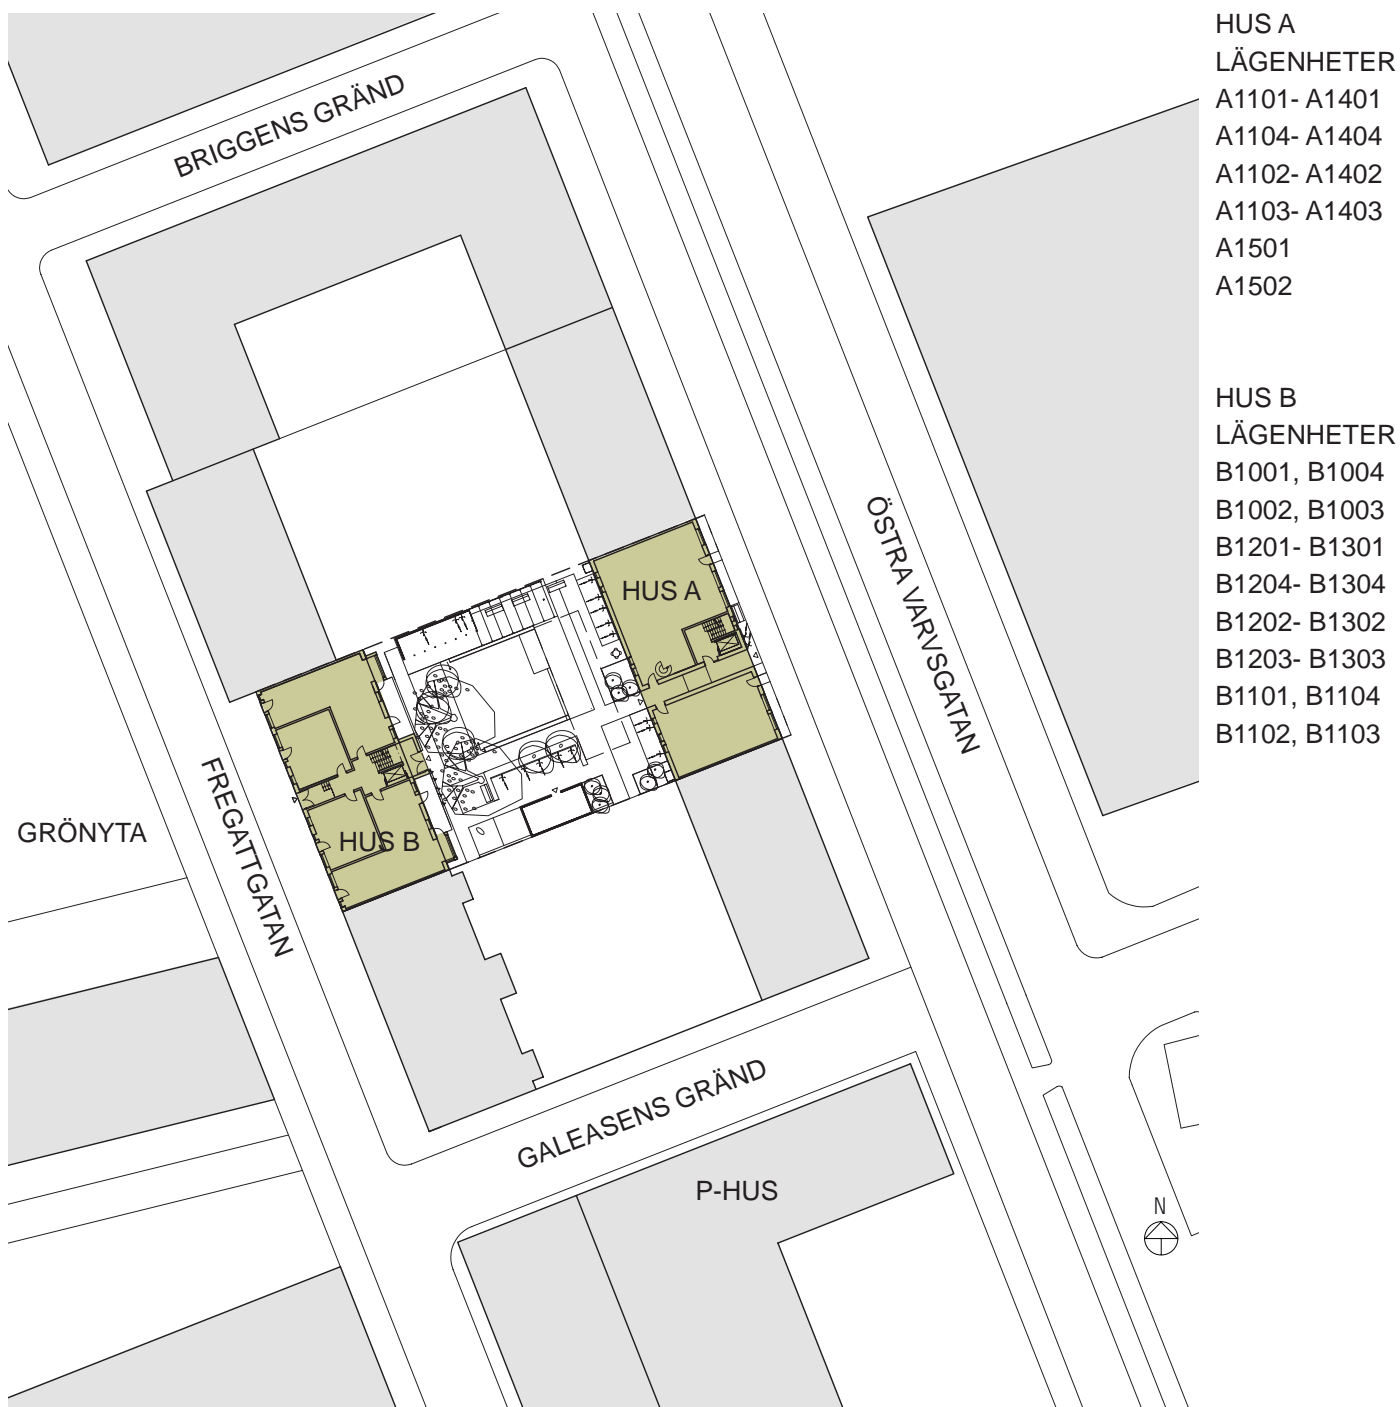 HUS A
LÄGENHETER
A1101- A1401
A1104- A1404
A1102- A1402
A1103- A1403
A1501
A1502
HUS B
LÄGENHETER
B1001, B1004
B1002, B1003
B1201- B1301
B1204- B1304
B1202- B1302
B1203- B1303
B1101, B1104
B1102, B1103
BRIGGENS GRÄND
ÖSTRA VARVSGATAN
HUS A
FREGATTGATAN
GRÖNYTA
HUS B
GALEASENS GRÄND
P-HUS
N